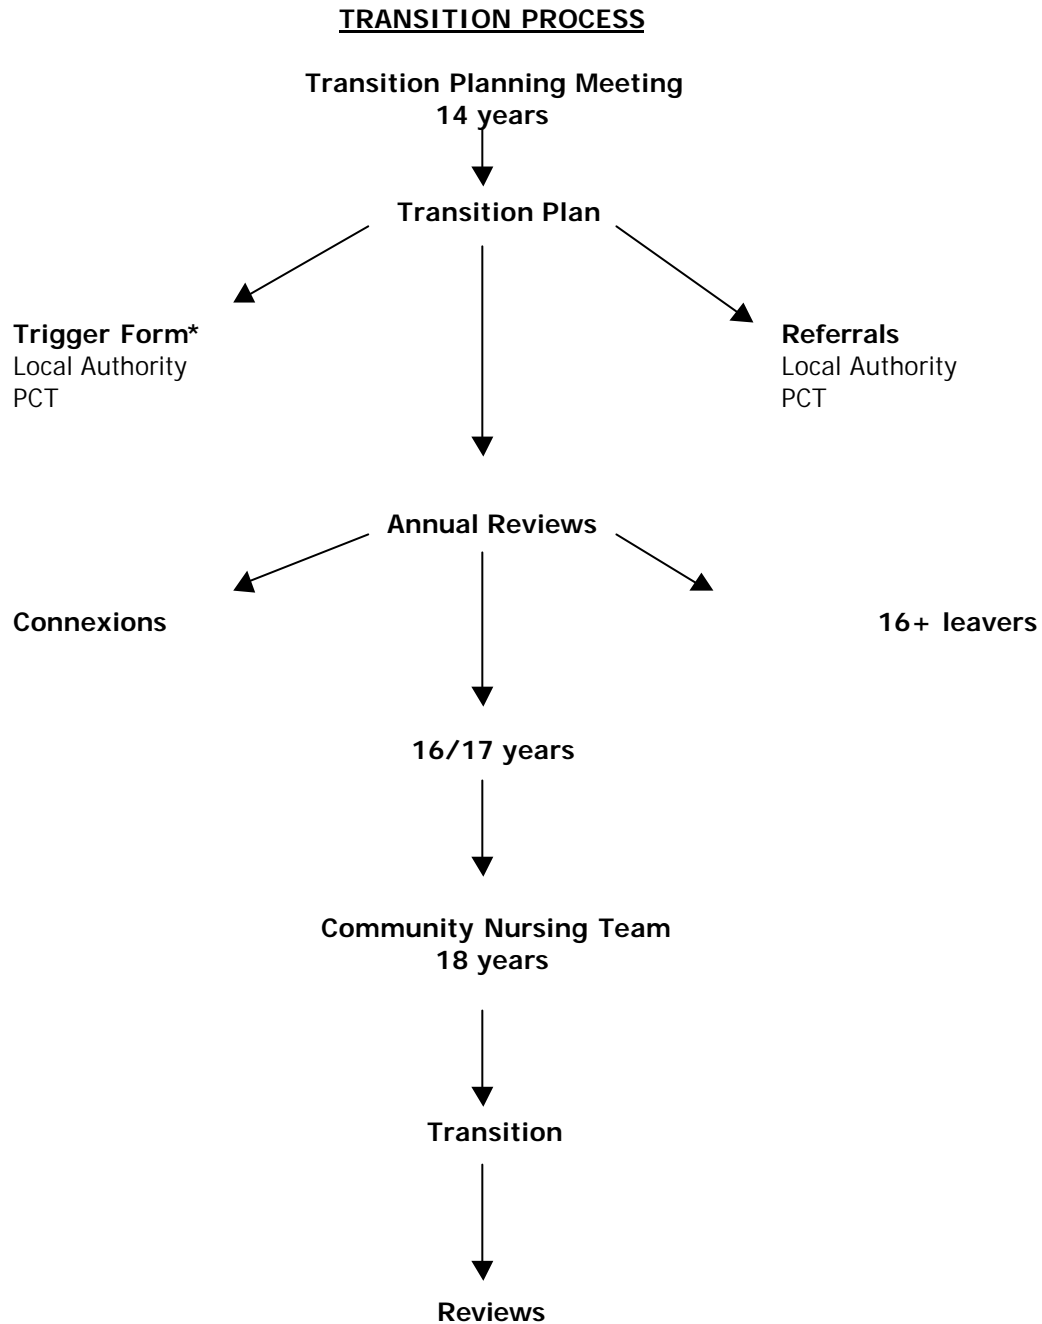 TRANSITION PROCESS
Transition Planning Meeting
14 years
Transition Plan
Trigger Form*
Local Authority
PCT
Referrals
Local Authority
PCT
Annual Reviews
Connexions
16+ leavers
16/17 years
Community Nursing Team
18 years
Transition
Reviews